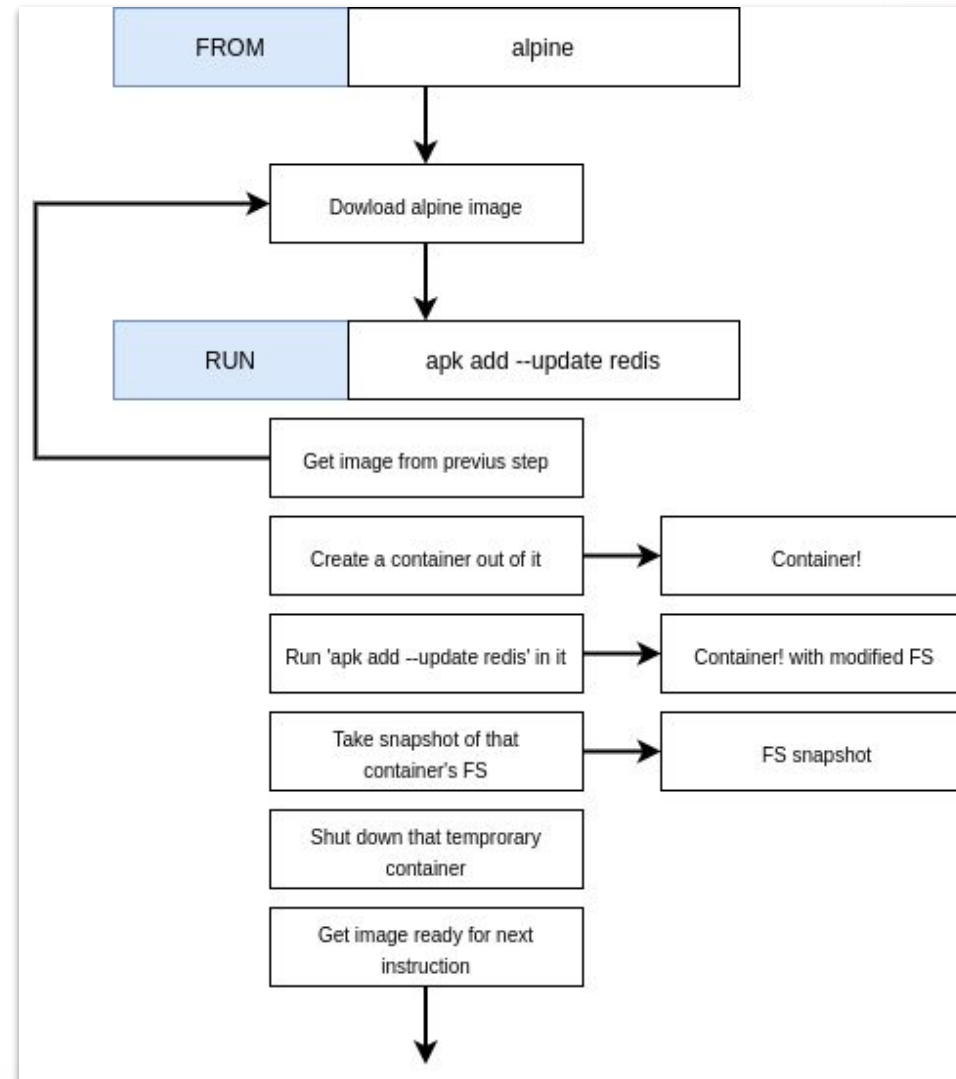 FROM alpine
Dowload alpine image
RUN apk add --update redis
Get image from previus step
Create a container out of it
Container!
Run 'apk add --update redis' in it
Container! with modified FS
Take snapshot of that
container's FS
FS snapshot
Shut down that temprorary
container
Get image ready for next
instruction